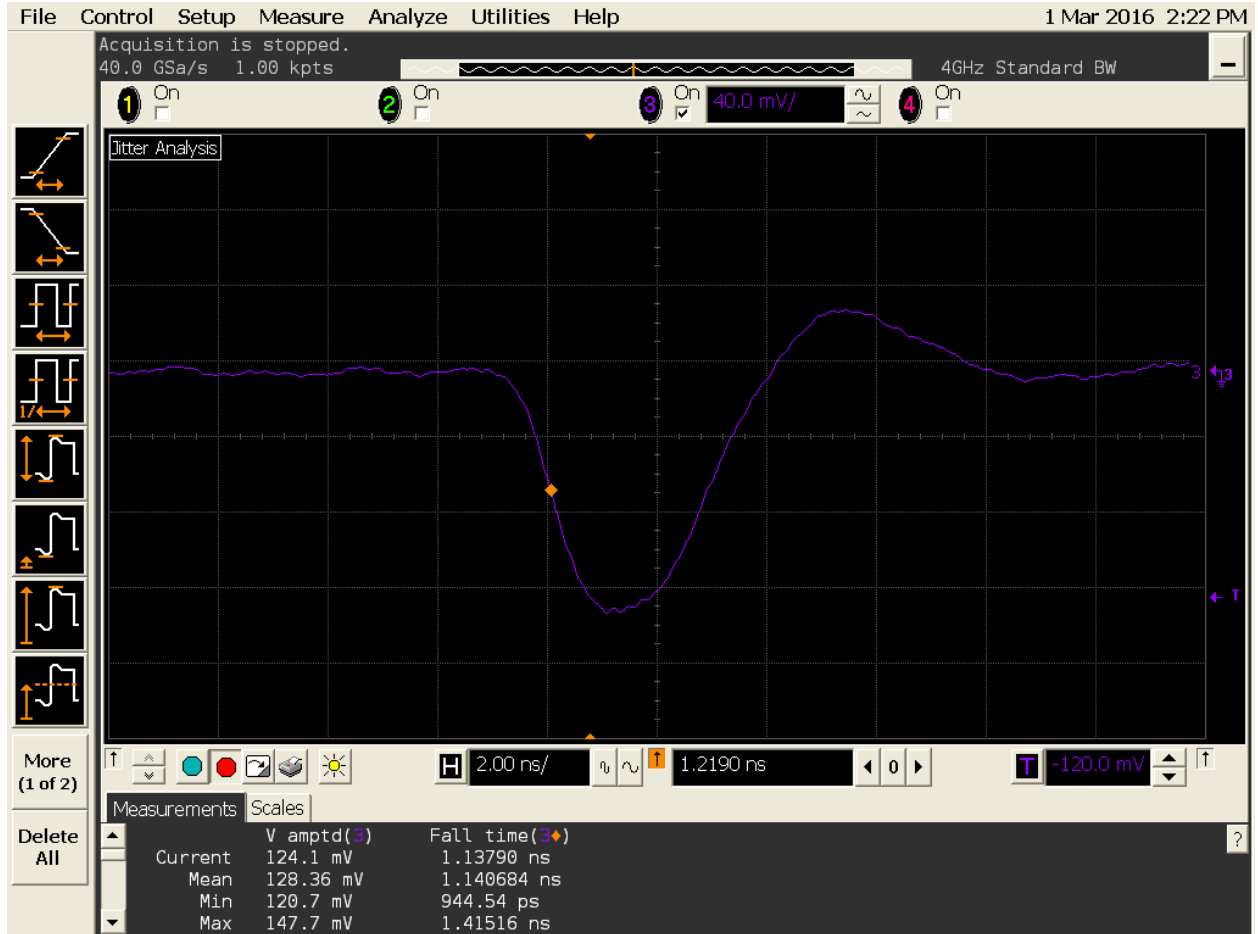 File Control Setup Measure Analyze Utilities Help 1 Mar 2016 2:22 PM
Acquisition is stopped.
40.0 GSa/s 1.00 kpts 4GHz Standard BW
1 On 2 On 3 On 40.0 mV/ 4 On
Jitter Analysis
3 3
T
1/
More
(1 of 2)
Delete
All
H 2.00 ns/ 1.2190 ns 0 T -120.0 mV
Measurements Scales
V amptd(3) Fall time(3◆) ?
Current 124.1 mV 1.13790 ns
Mean 128.36 mV 1.140684 ns
Min 120.7 mV 944.54 ps
Max 147.7 mV 1.41516 ns